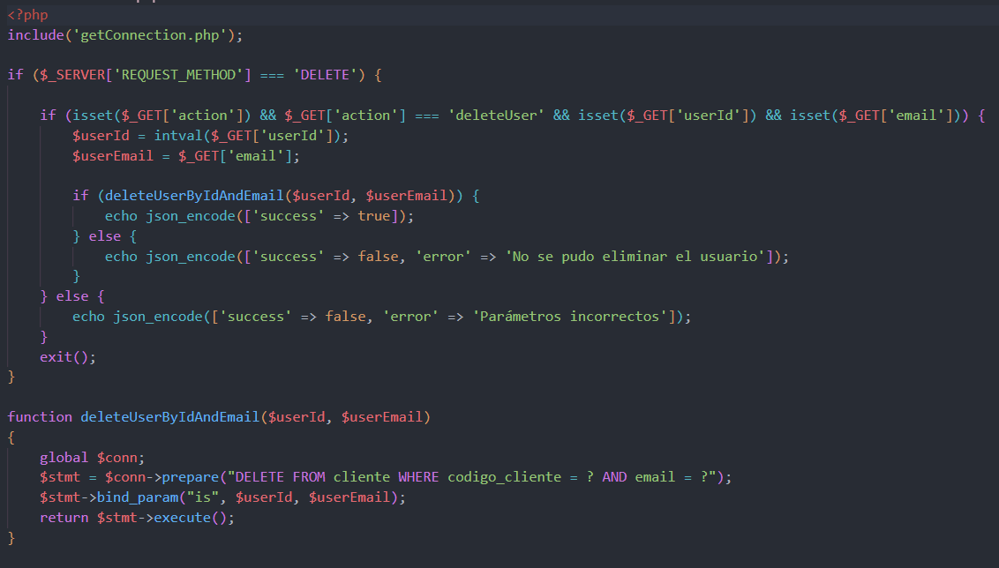 <?php
include('getConnection.php');

if ($_SERVER['REQUEST_METHOD'] === 'DELETE') {

    if (isset($_GET['action']) && $_GET['action'] === 'deleteUser' && isset($_GET['userId']) && isset($_GET['email'])) {
        $userId = intval($_GET['userId']);
        $userEmail = $_GET['email'];

        if (deleteUserByIdAndEmail($userId, $userEmail)) {
            echo json_encode(['success' => true]);
        } else {
            echo json_encode(['success' => false, 'error' => 'No se pudo eliminar el usuario']);
        }
    } else {
        echo json_encode(['success' => false, 'error' => 'Parámetros incorrectos']);
    }
    exit();
}

function deleteUserByIdAndEmail($userId, $userEmail)
{
    global $conn;
    $stmt = $conn->prepare("DELETE FROM cliente WHERE codigo_cliente = ? AND email = ?");
    $stmt->bind_param("is", $userId, $userEmail);
    return $stmt->execute();
}